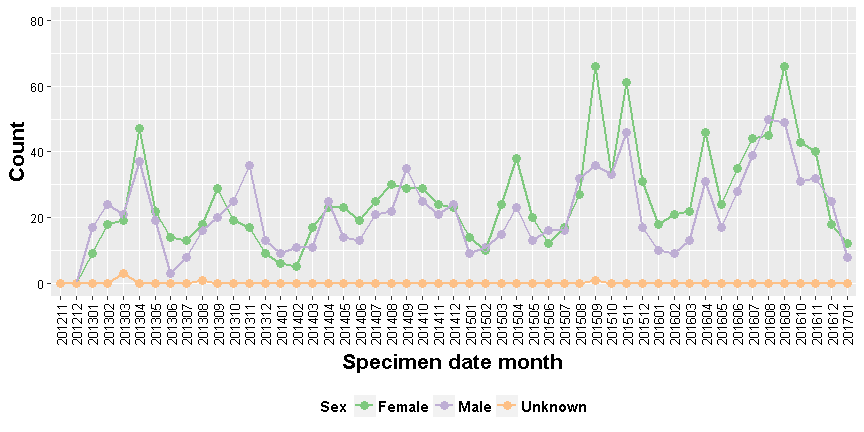 80
60
40
20
0
Count
201211 201212 201301 201302 201303 201304 201305 201306 201307 201308 201309 201310 201311 201312 201401 201402 201403 201404 201405 201406 201407 201408 201409 201410 201411 201412 201501 201502 201503 201504 201505 201506 201507 201508 201509 201510 201511 201512 201601 201602 201603 201604 201605 201606 201607 201608 201609 201610 201611 201612 201701
Specimen date month
Sex Female Male Unknown